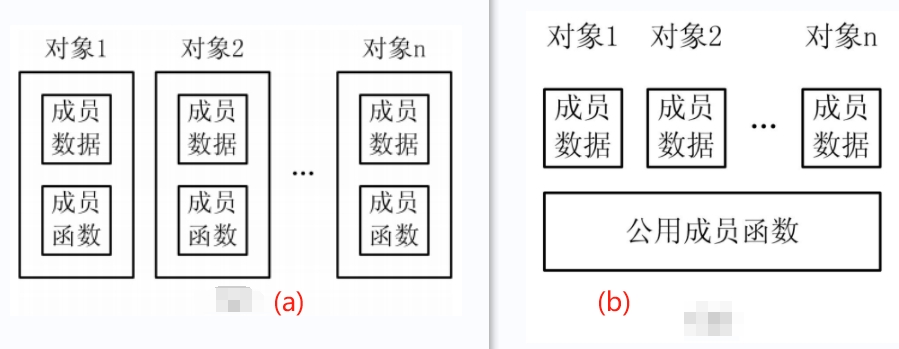 对象1
对象2
对象n
成员
数据
成员
数据
...
成员
数据
成员
函数
成员
函数
成员
函数
(a)
对象1
对象2
对象n
成员
数据
成员
数据
...
成员
数据
公用成员函数
(b)